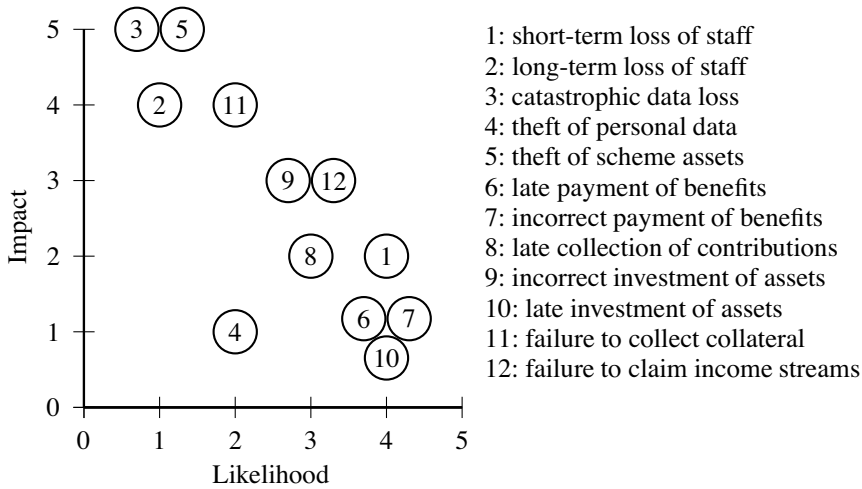 5
4
3
2
1
0
Impact
3 5
2 11
9 12
8 1
6 7
4
10
0 1 2 3 4 5
Likelihood
1: short-term loss of staff
2: long-term loss of staff
3: catastrophic data loss
4: theft of personal data
5: theft of scheme assets
6: late payment of benefits
7: incorrect payment of benefits
8: late collection of contributions
9: incorrect investment of assets
10: late investment of assets
11: failure to collect collateral
12: failure to claim income streams